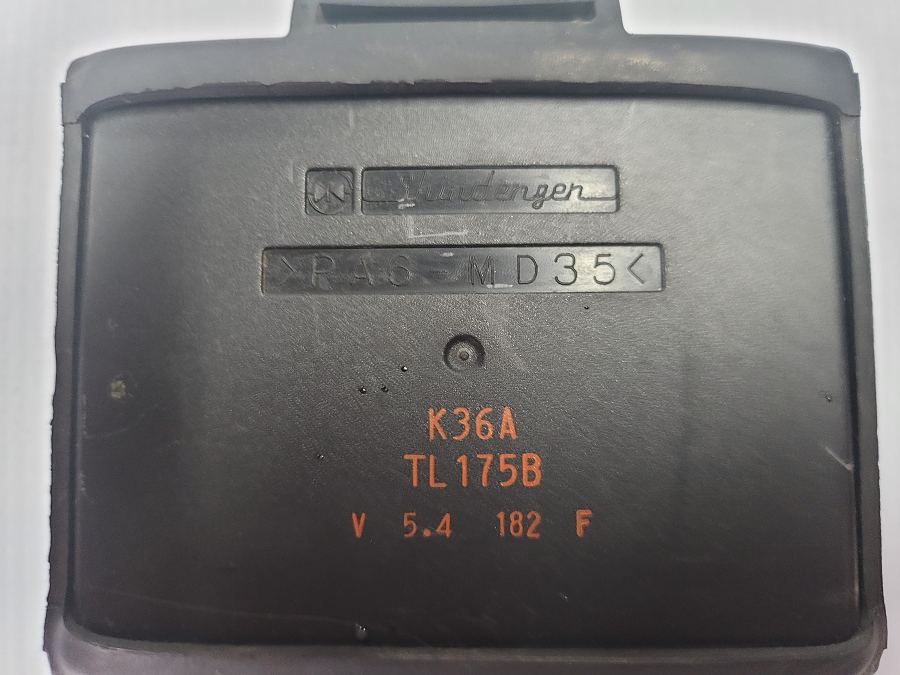 >PA6-MD35<
K36A
TL175B
V 5.4 182 F